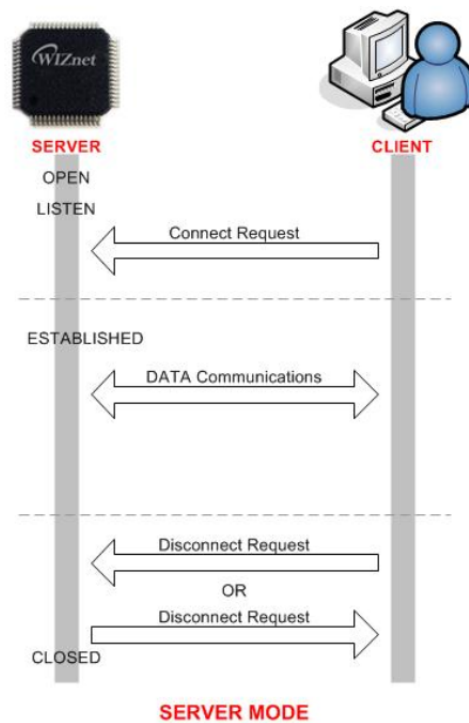 WIZnet
SERVER
CLIENT
OPEN
LISTEN
Connect Request
ESTABLISHED
DATA Communications
Disconnect Request
OR
Disconnect Request
CLOSED
SERVER MODE